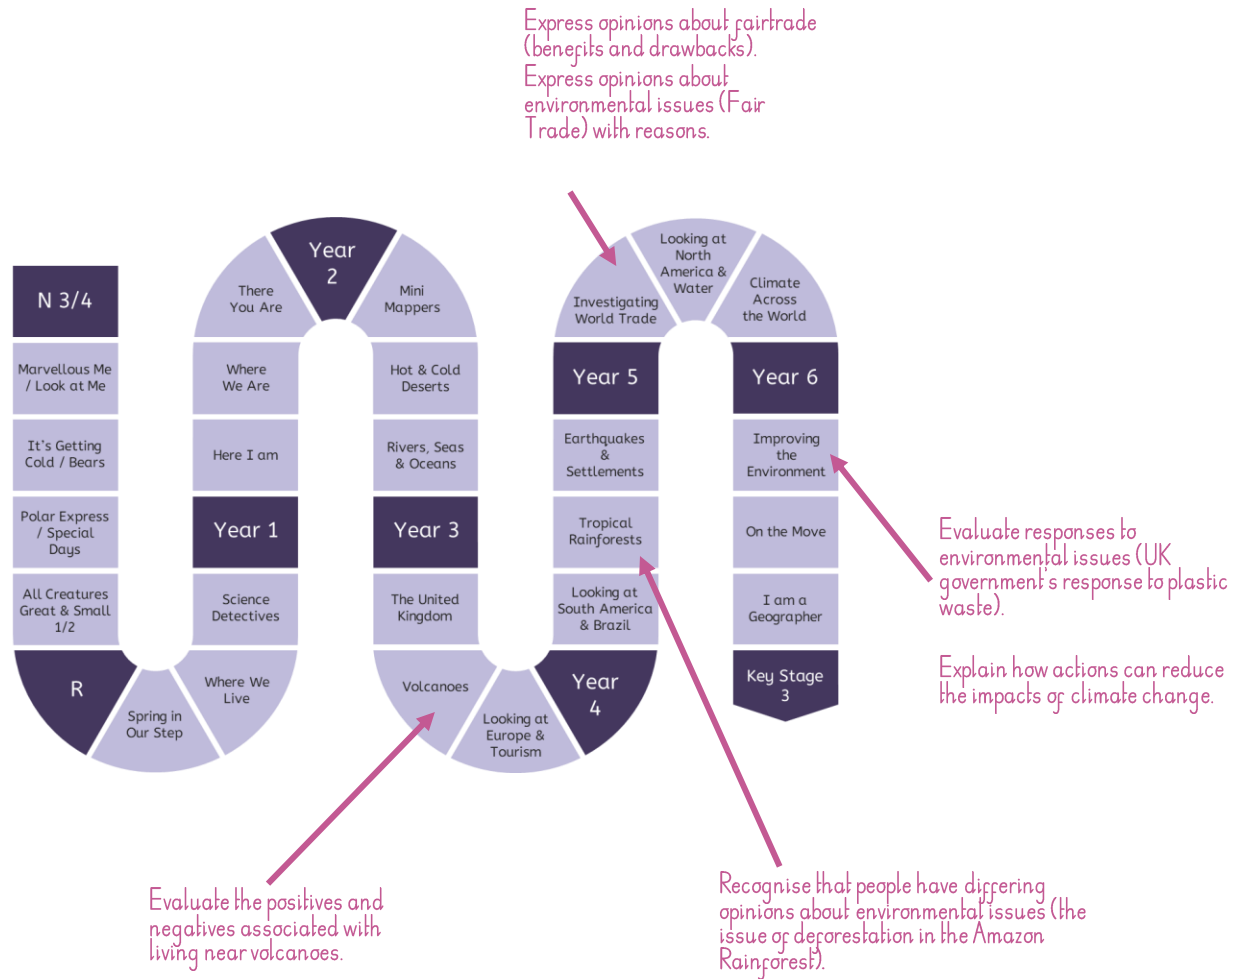 Express opinions about fairtrade
(benefits and drawbacks).
Express opinions about
environmental issues (Fair
Trade) with reasons.
N 3/4
Marvellous Me
/ Look at Me
It's Getting
Cold / Bears
Polar Express
/ Special
Days
All Creatures
Great & Small
1/2
R
Spring in
Our Step
Where We
Live
Science
Detectives
Year 1
Here I am
Where
We Are
There
You Are
Year
2
Mini
Mappers
Hot & Cold
Deserts
Rivers, Seas
& Oceans
Year 3
The United
Kingdom
Volcanoes
Looking at
Europe &
Tourism
Year
4
Looking at
South America
& Brazil
Tropical
Rainforests
Earthquakes
&
Settlements
Year 5
Investigating
World Trade
Looking at
North
America &
Water
Climate
Across
the World
Year 6
Improving
the
Environment
On the Move
I am a
Geographer
Key Stage
3
Evaluate responses to
environmental issues (UK
government's response to plastic
waste).
Explain how actions can reduce
the impacts of climate change.
Evaluate the positives and
negatives associated with
living near volcanoes.
Recognise that people have differing
opinions about environmental issues (the
issue of deforestation in the Amazon
Rainforest).